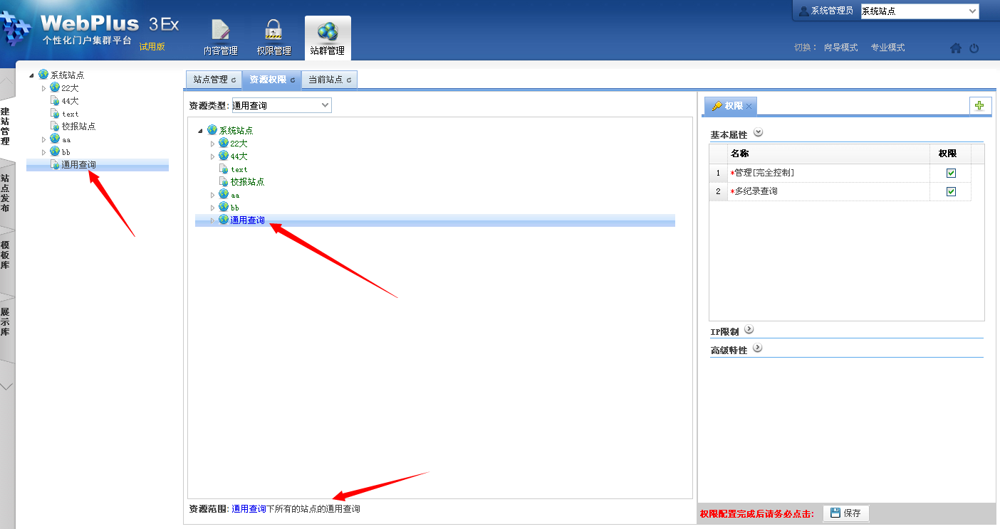 WebPlus 3Ex
个性化门户集群平台 试用版
内容管理 权限管理 站群管理
系统管理员 系统站点
切换： 向导模式 专业模式
建站管理
站点发布
模板库
展示库
系统站点
22大
44大
text
校报站点
aa
bb
通用查询
站点管理 资源权限 当前站点
资源类型: 通用查询
系统站点
22大
44大
text
校报站点
aa
bb
通用查询
资源范围: 通用查询下所有的站点的通用查询
权限
基本属性
名称 权限
1 *管理[完全控制]
2 *多纪录查询
IP限制
高级特性
权限配置完成后请务必点击: 保存